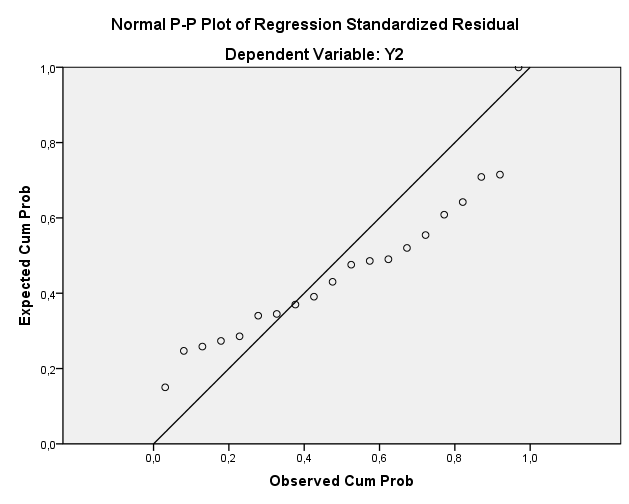 Normal P-P Plot of Regression Standardized Residual
Dependent Variable: Y2
1,0
0,8
0,6
0,4
0,2
0,0
Expected Cum Prob
0,0 0,2 0,4 0,6 0,8 1,0
Observed Cum Prob